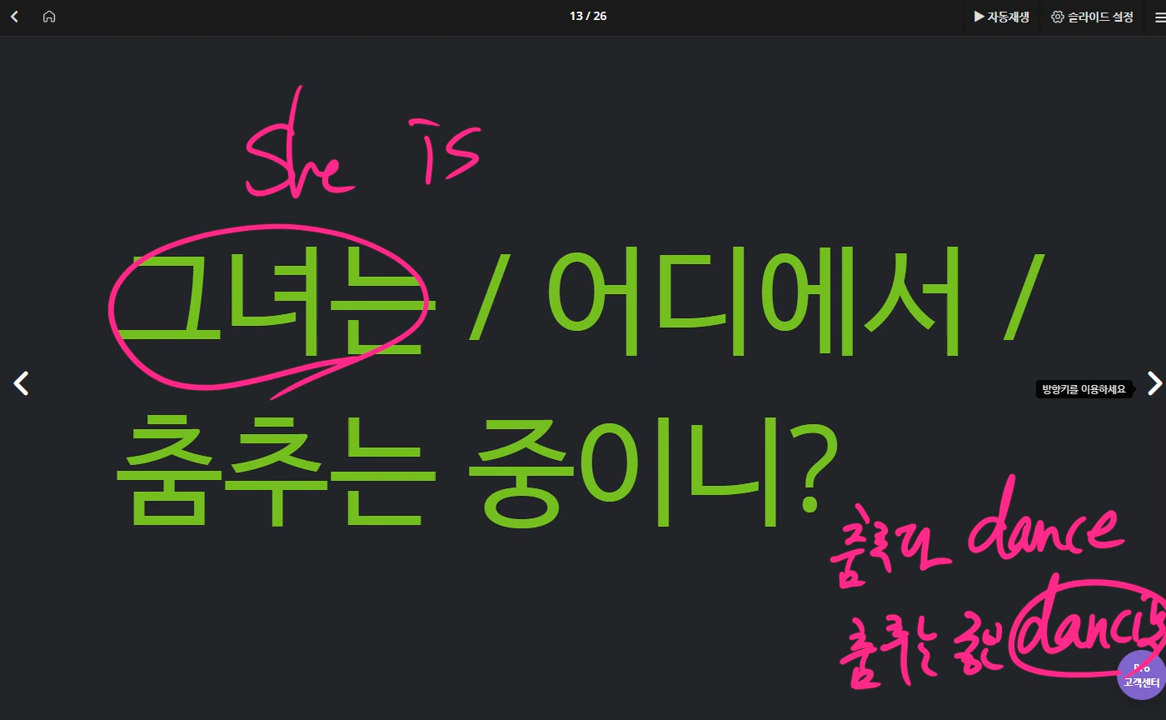 13 / 26
▶ 자동재생
슬라이드 설정
She is
그녀는 / 어디에서 /
방향키를 이용하세요
춤추는 중이니?
춤추다 dance
춤추는 중인
Pro
고객센터